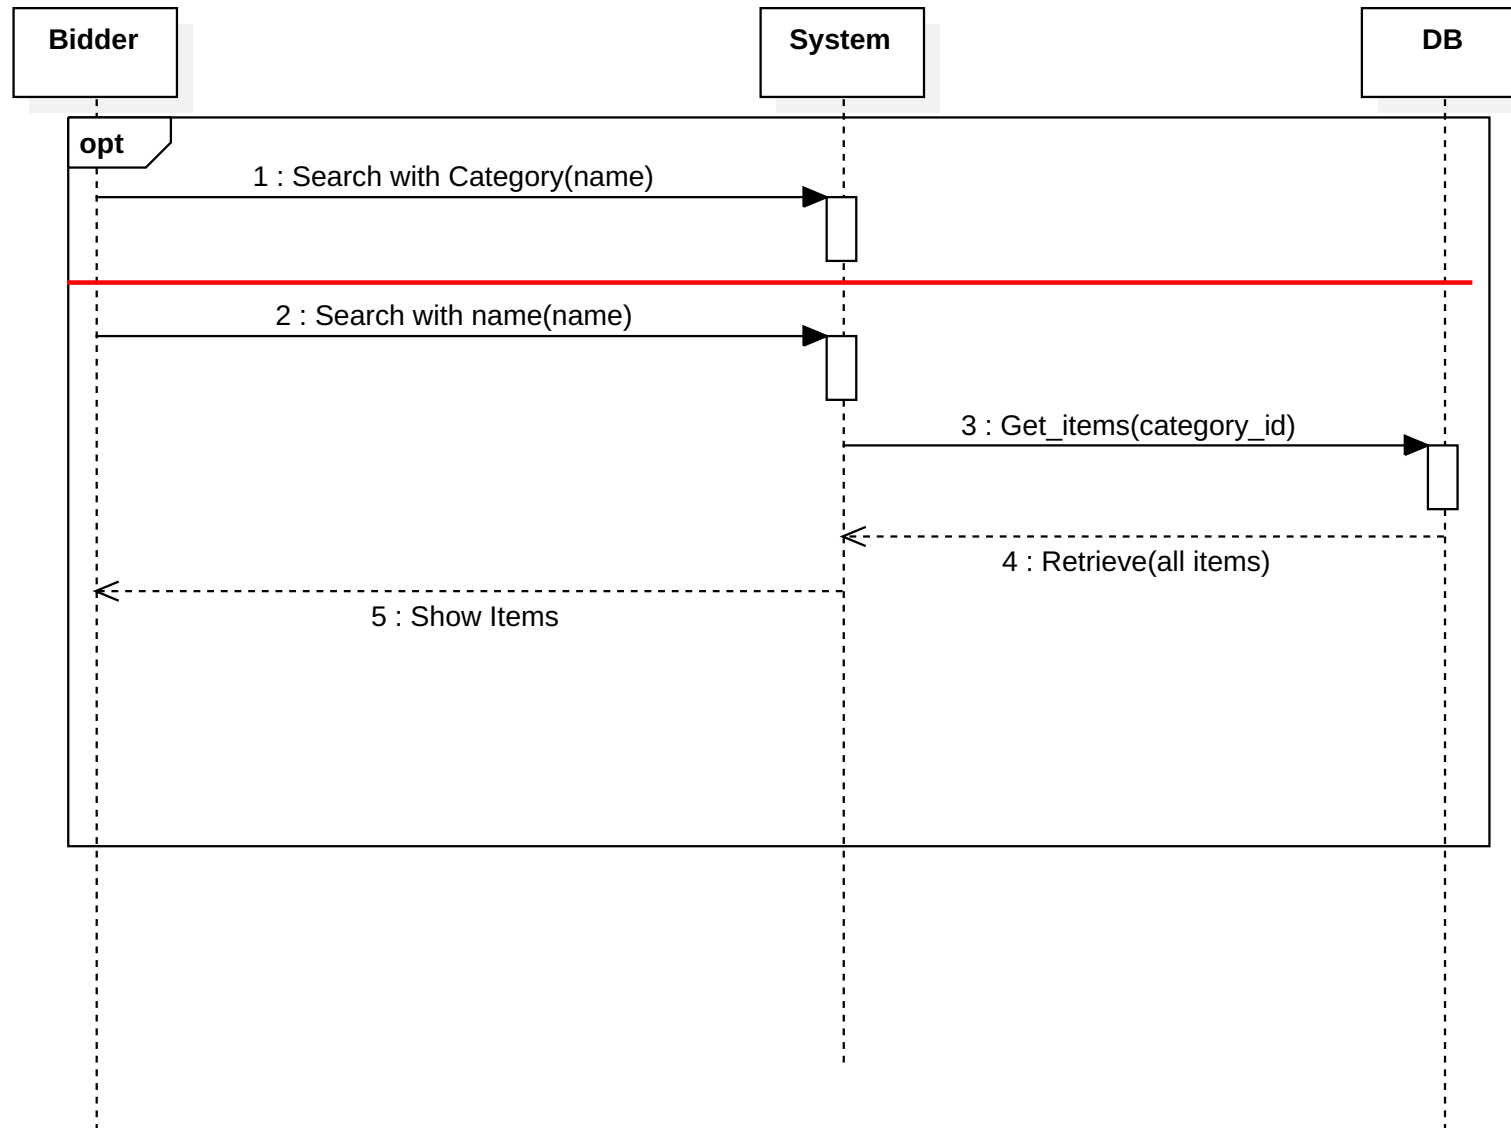 Bidder
System
DB
opt
1 : Search with Category(name)
2 : Search with name(name)
3 : Get_items(category_id)
4 : Retrieve(all items)
5 : Show Items